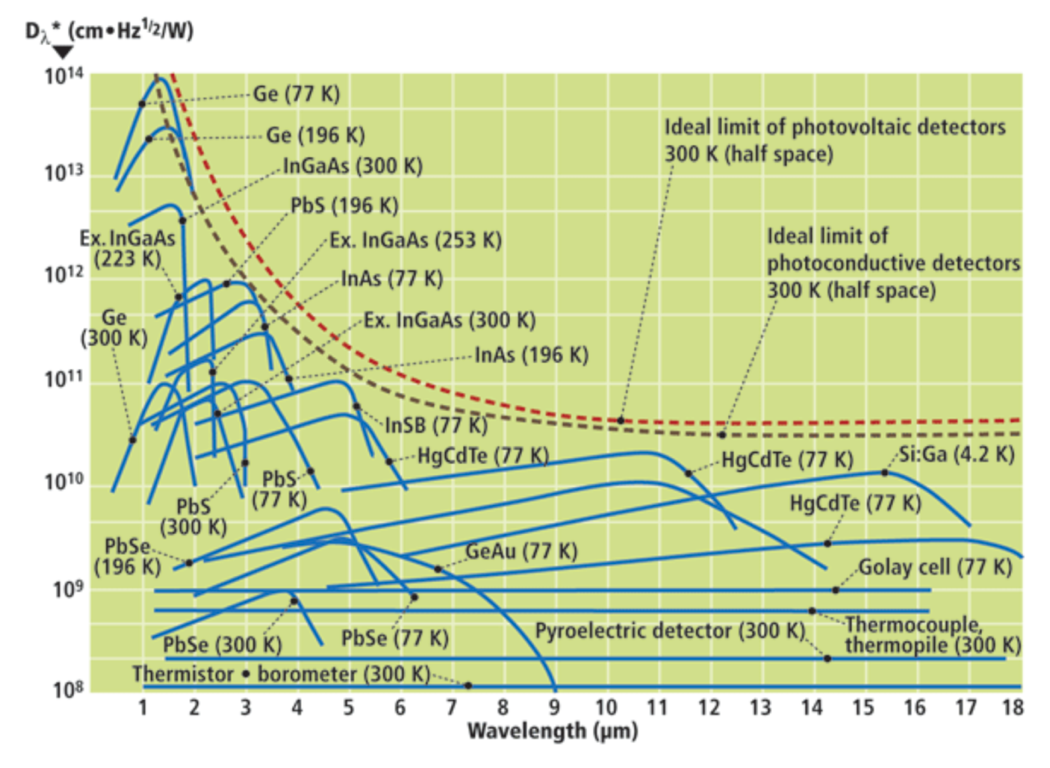 Dλ* (cm•Hz1/2/W)
1014
Ge (77 K)
Ge (196 K)
Ideal limit of photovoltaic detectors
300 K (half space)
InGaAs (300 K)
1013
PbS (196 K)
Ex. InGaAs
(223 K)
Ex. InGaAs (253 K)
Ideal limit of
photoconductive detectors
300 K (half space)
1012
InAs (77 K)
Ge
(300 K)
Ex. InGaAs (300 K)
InAs (196 K)
1011
InSB (77 K)
HgCdTe (77 K)
HgCdTe (77 K)
Si:Ga (4.2 K)
1010
PbS
(77 K)
PbS
(300 K)
HgCdTe (77 K)
PbSe
(196 K)
GeAu (77 K)
Golay cell (77 K)
109
PbSe (300 K)
PbSe (77 K)
Pyroelectric detector (300 K)
Thermocouple,
thermopile (300 K)
Thermistor • borometer (300 K)
108
1 2 3 4 5 6 7 8 9 10 11 12 13 14 15 16 17 18
Wavelength (µm)